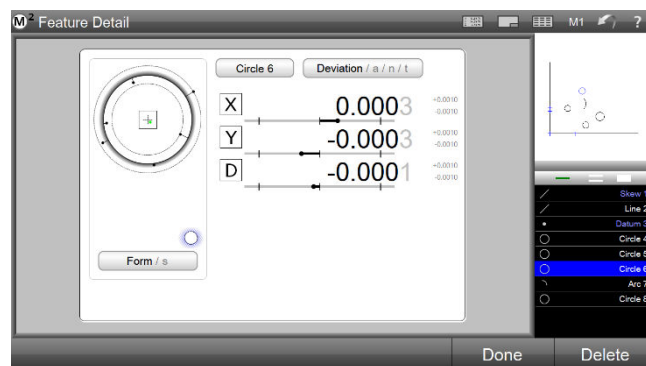 M² Feature Detail M1 ?
Circle 6 Deviation / a / n / t
X 0.0003 +0.0010 -0.0010
Y -0.0003 +0.0010 -0.0010
D -0.0001 +0.0010 -0.0010
Form / s
Skew 1
Line 2
Datum 3
Circle 4
Circle 5
Circle 6
Arc 7
Circle 8
Done Delete